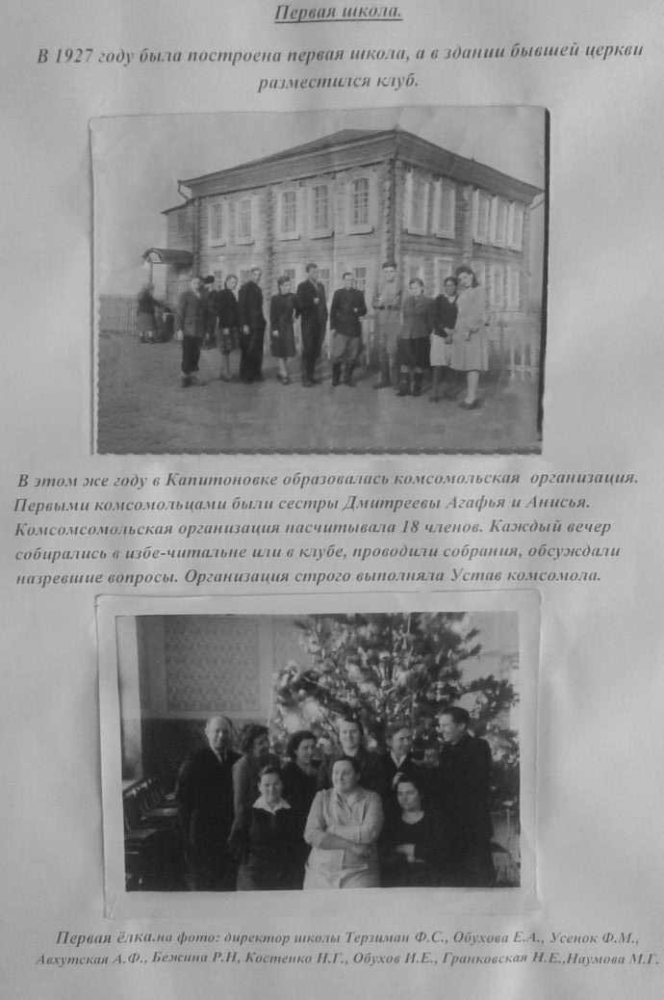 Первая школа.
В 1927 году была построена первая школа, а в здании бывшей церкви
разместился клуб.
В этом же году в Капитоновке образовалась комсомольская организация.
Первыми комсомольцами были сестры Дмитреевы Агафья и Анисья.
Комсомсомольская организация насчитывала 18 членов. Каждый вечер
собирались в избе-читальне или в клубе, проводили собрания, обсуждали
назревшие вопросы. Организация строго выполняла Устав комсомола.
Первая ёлка.на фото: директор школы Терзиман Ф.С., Обухова Е.А., Усенок Ф.М.,
Авхутская А.Ф., Бежина Р.Н, Костенко Н.Г., Обухов И.Е., Гранковская Н.Е.,Наумова М.Г.